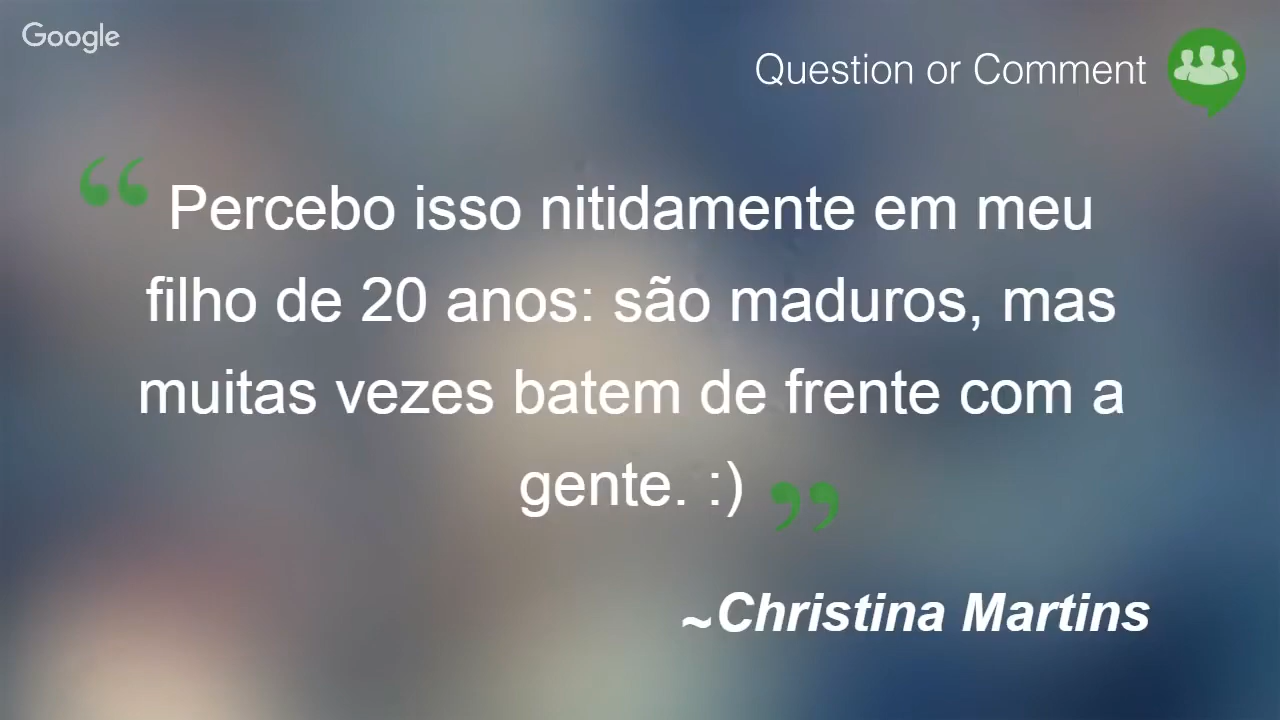 Google
Question or Comment
“ Percebo isso nitidamente em meu
filho de 20 anos: são maduros, mas
muitas vezes batem de frente com a
gente. :) ”
~Christina Martins